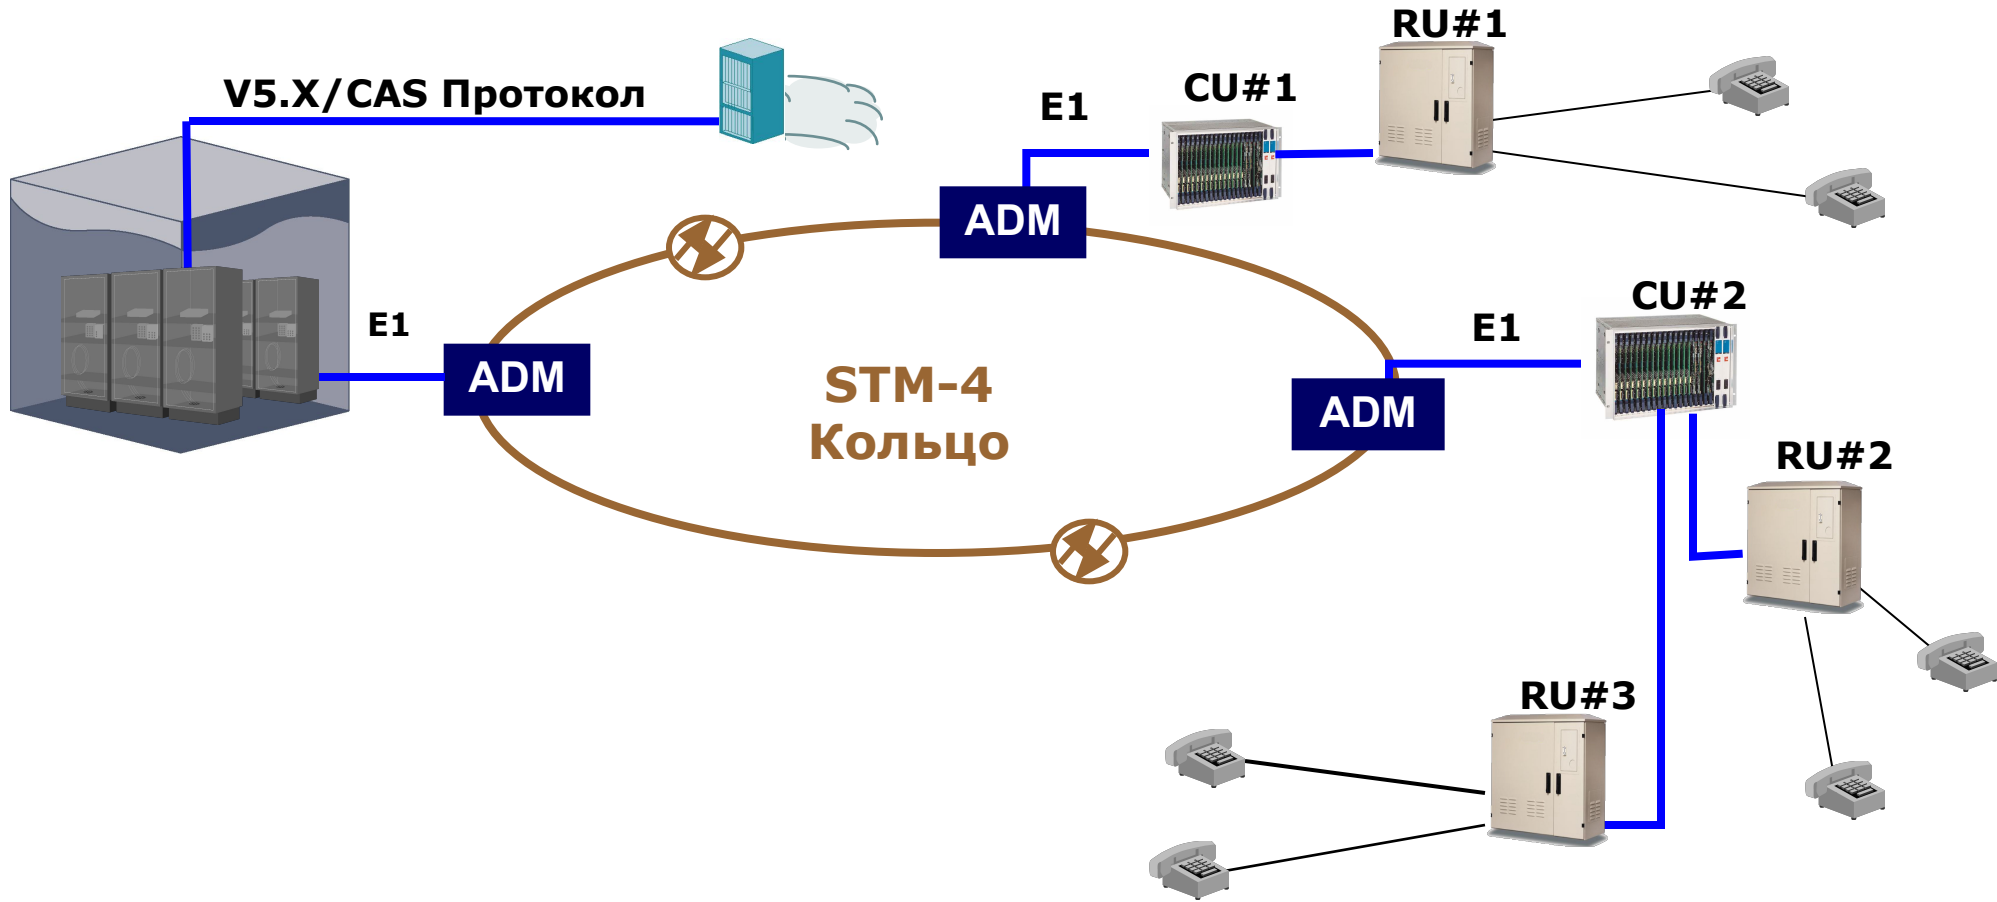 RU#1
V5.X/CAS Протокол
CU#1
E1
ADM
CU#2
E1
E1
ADM
STM-4
Кольцо
ADM
RU#2
RU#3